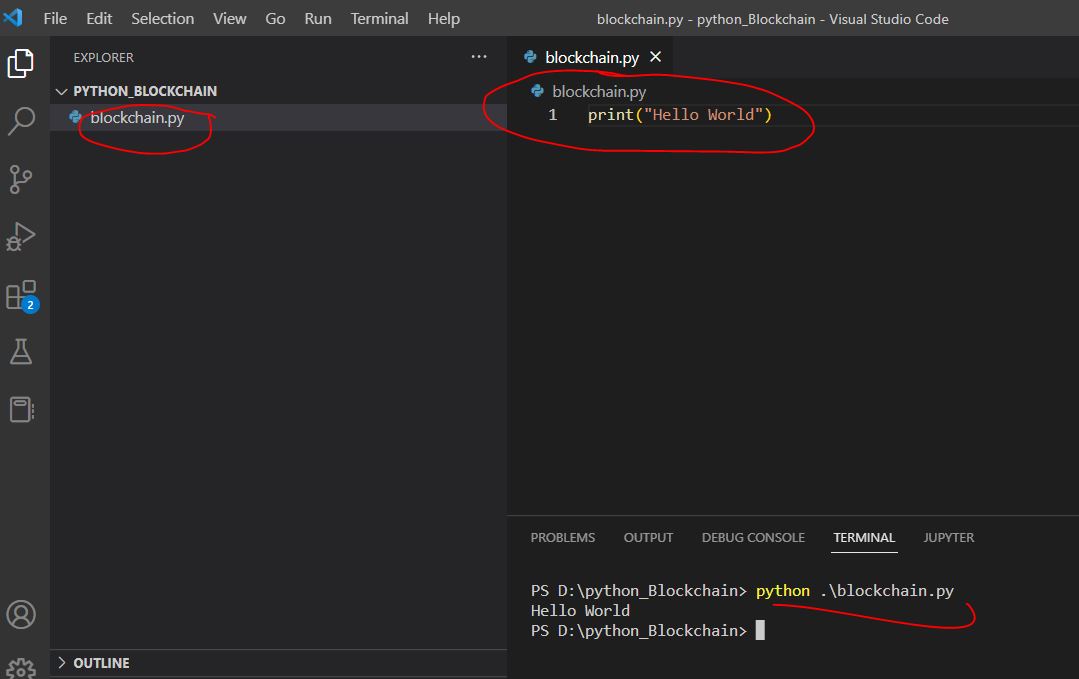 File Edit Selection View Go Run Terminal Help
blockchain.py - python_Blockchain - Visual Studio Code
EXPLORER
PYTHON_BLOCKCHAIN
blockchain.py
2
OUTLINE
blockchain.py
blockchain.py
1 print("Hello World")
PROBLEMS OUTPUT DEBUG CONSOLE TERMINAL JUPYTER
PS D:\python_Blockchain> python .\blockchain.py
Hello World
PS D:\python_Blockchain>